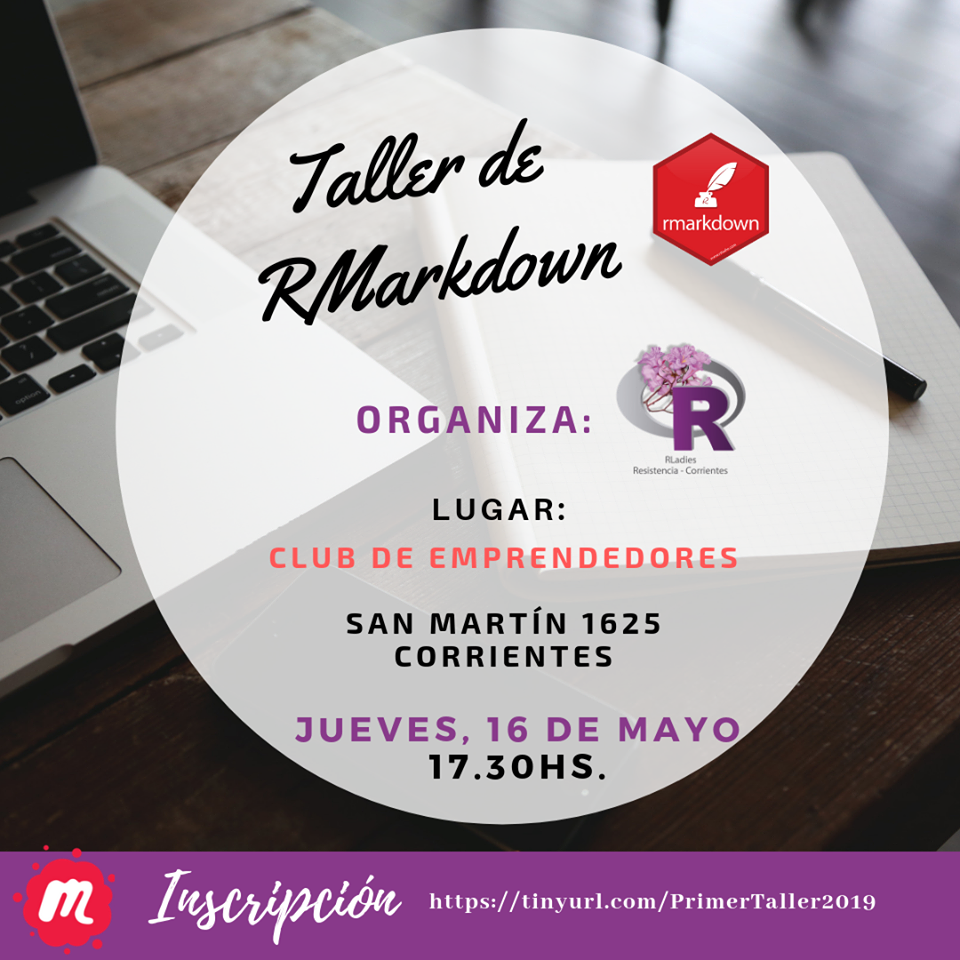 Taller de
RMarkdown
rmarkdown
ORGANIZA:
R
RLadies
Resistencia - Corrientes
LUGAR:
CLUB DE EMPRENDEDORES
SAN MARTÍN 1625
CORRIENTES
JUEVES, 16 DE MAYO
17.30HS.
option
m
Inscripción
https://tinyurl.com/PrimerTaller2019